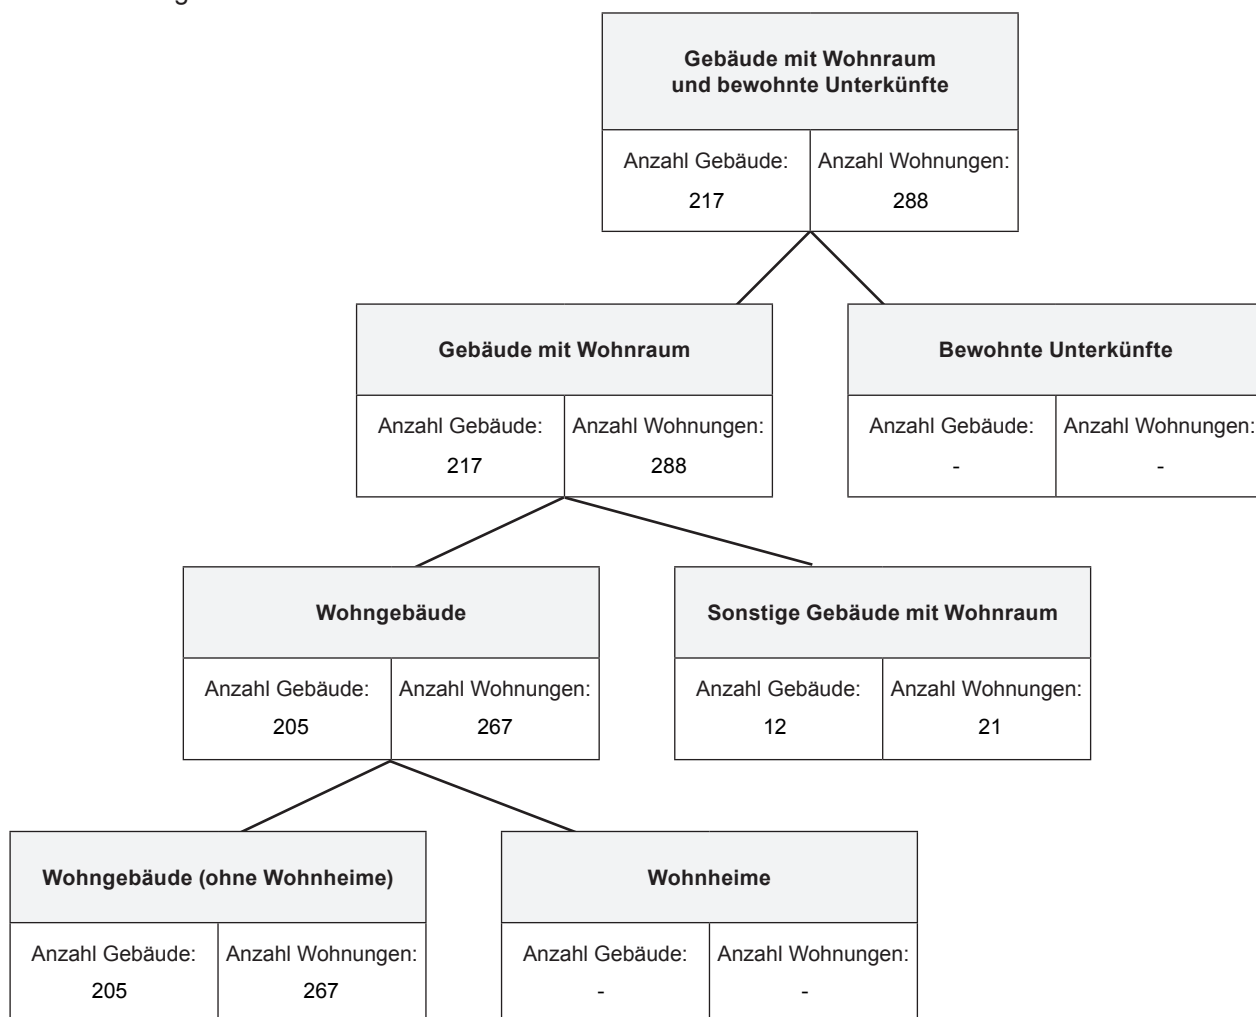 Gebäude mit Wohnraum
und bewohnte Unterkünfte
Anzahl Gebäude: Anzahl Wohnungen:
217 288
Gebäude mit Wohnraum
Anzahl Gebäude: Anzahl Wohnungen:
217 288
Bewohnte Unterkünfte
Anzahl Gebäude: Anzahl Wohnungen:
- -
Wohngebäude
Anzahl Gebäude: Anzahl Wohnungen:
205 267
Sonstige Gebäude mit Wohnraum
Anzahl Gebäude: Anzahl Wohnungen:
12 21
Wohngebäude (ohne Wohnheime)
Anzahl Gebäude: Anzahl Wohnungen:
205 267
Wohnheime
Anzahl Gebäude: Anzahl Wohnungen:
- -